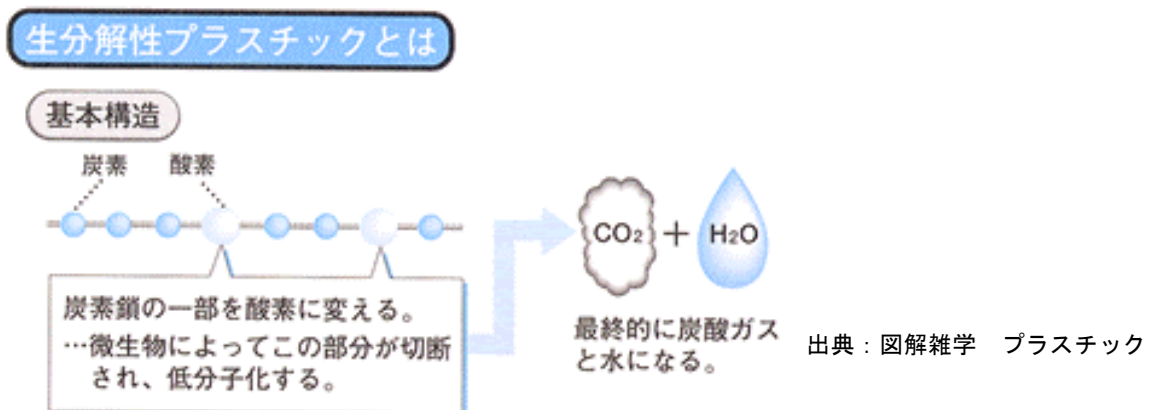 生分解性プラスチックとは
基本構造
炭素 酸素
CO₂ + H₂O
炭素鎖の一部を酸素に変える。
…微生物によってこの部分が切断
され、低分子化する。
最終的に炭酸ガス
と水になる。
出典：図解雑学　プラスチック